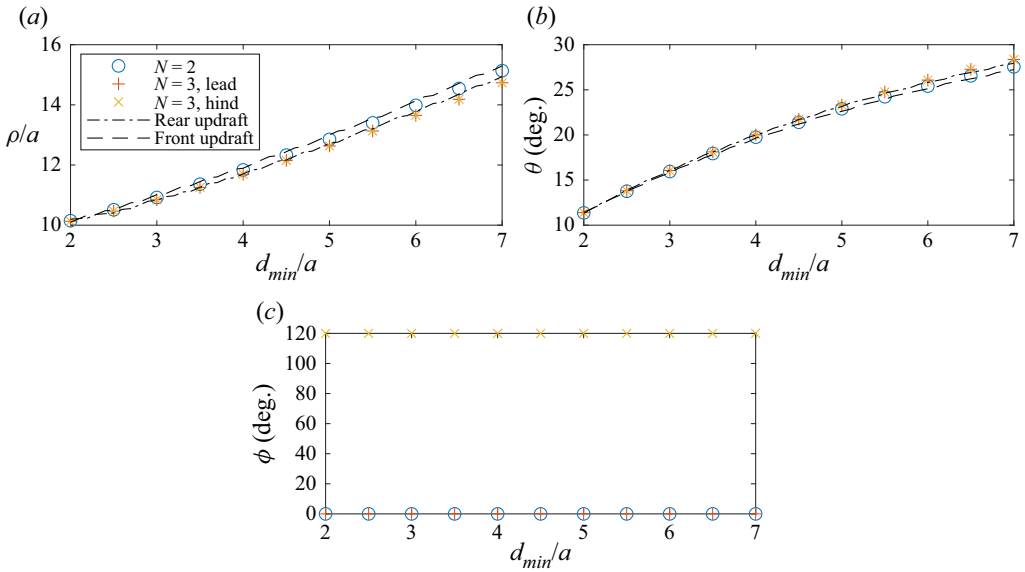 (a)
16
14
12
10
ρ/a
N = 2
N = 3, lead
N = 3, hind
Rear updraft
Front updraft
2 3 4 5 6 7
d_min/a
(b)
30
25
20
15
10
θ (deg.)
2 3 4 5 6 7
d_min/a
(c)
120
100
80
60
40
20
0
ϕ (deg.)
2 3 4 5 6 7
d_min/a